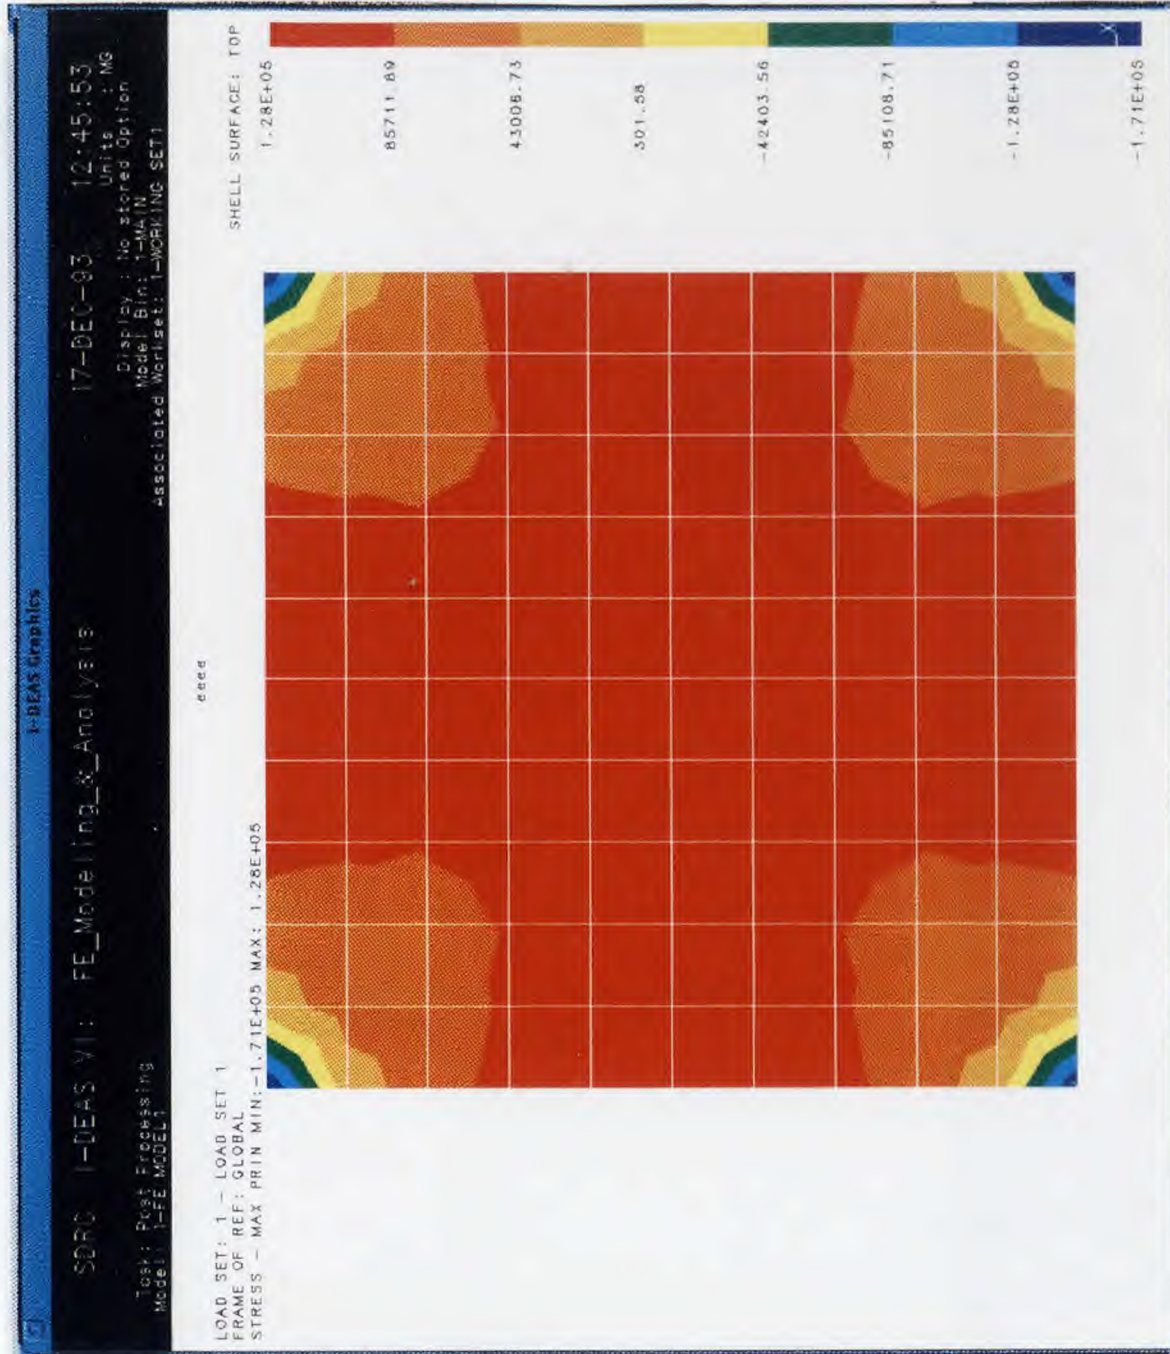 I-DEAS Graphics
SDRC I-DEAS VI: FE_Modeling_&_Analysis
17-DEC-93 12:45:53
Units : MG
Display : No stored Option
Task: Post Processing
Model Bin: 1-MAIN
Model: 1-FE MODEL1
Associated Workset: 1-WORKING SET1
eeee
LOAD SET: 1 - LOAD SET 1
FRAME OF REF: GLOBAL
STRESS - MAX PRIN MIN:-1.71E+05 MAX: 1.28E+05
SHELL SURFACE: TOP
1.28E+05
85711.89
43006.73
301.58
-42403.56
-85108.71
-1.28E+05
-1.71E+05